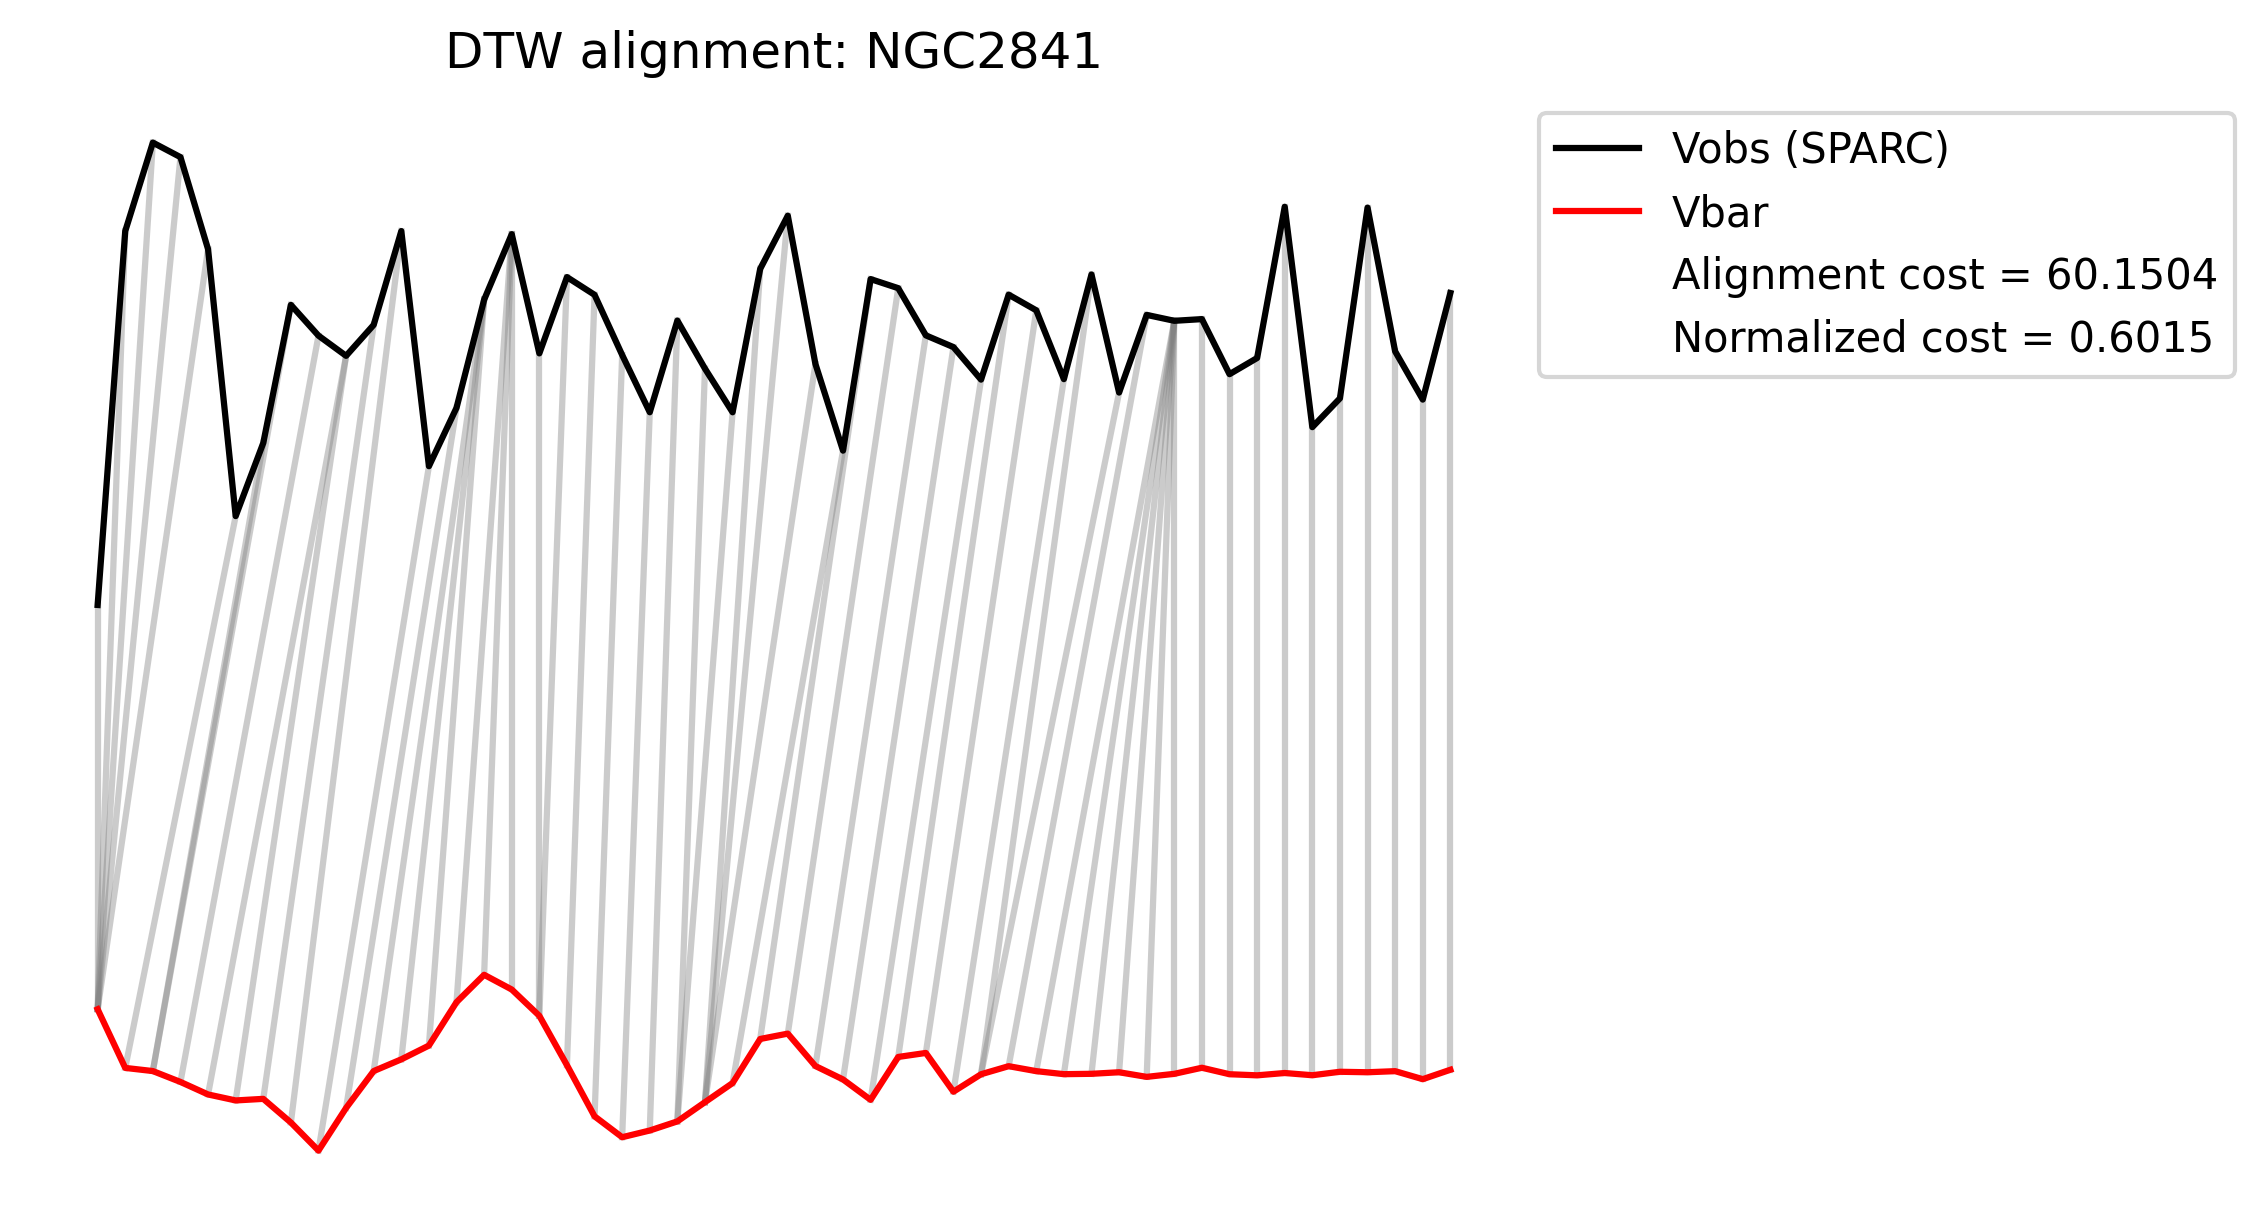 DTW alignment: NGC2841
Vobs (SPARC)
Vbar
Alignment cost = 60.1504
Normalized cost = 0.6015